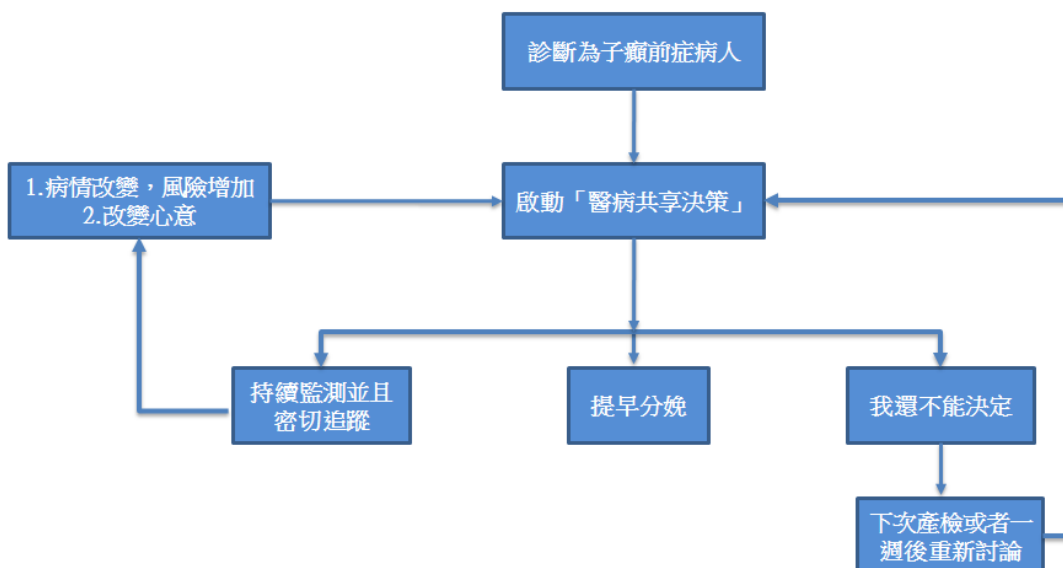 診斷為子癲前症病人
1.病情改變，風險增加
2.改變心意
啟動「醫病共享決策」
持續監測並且
密切追蹤
提早分娩
我還不能決定
下次產檢或者一
週後重新討論